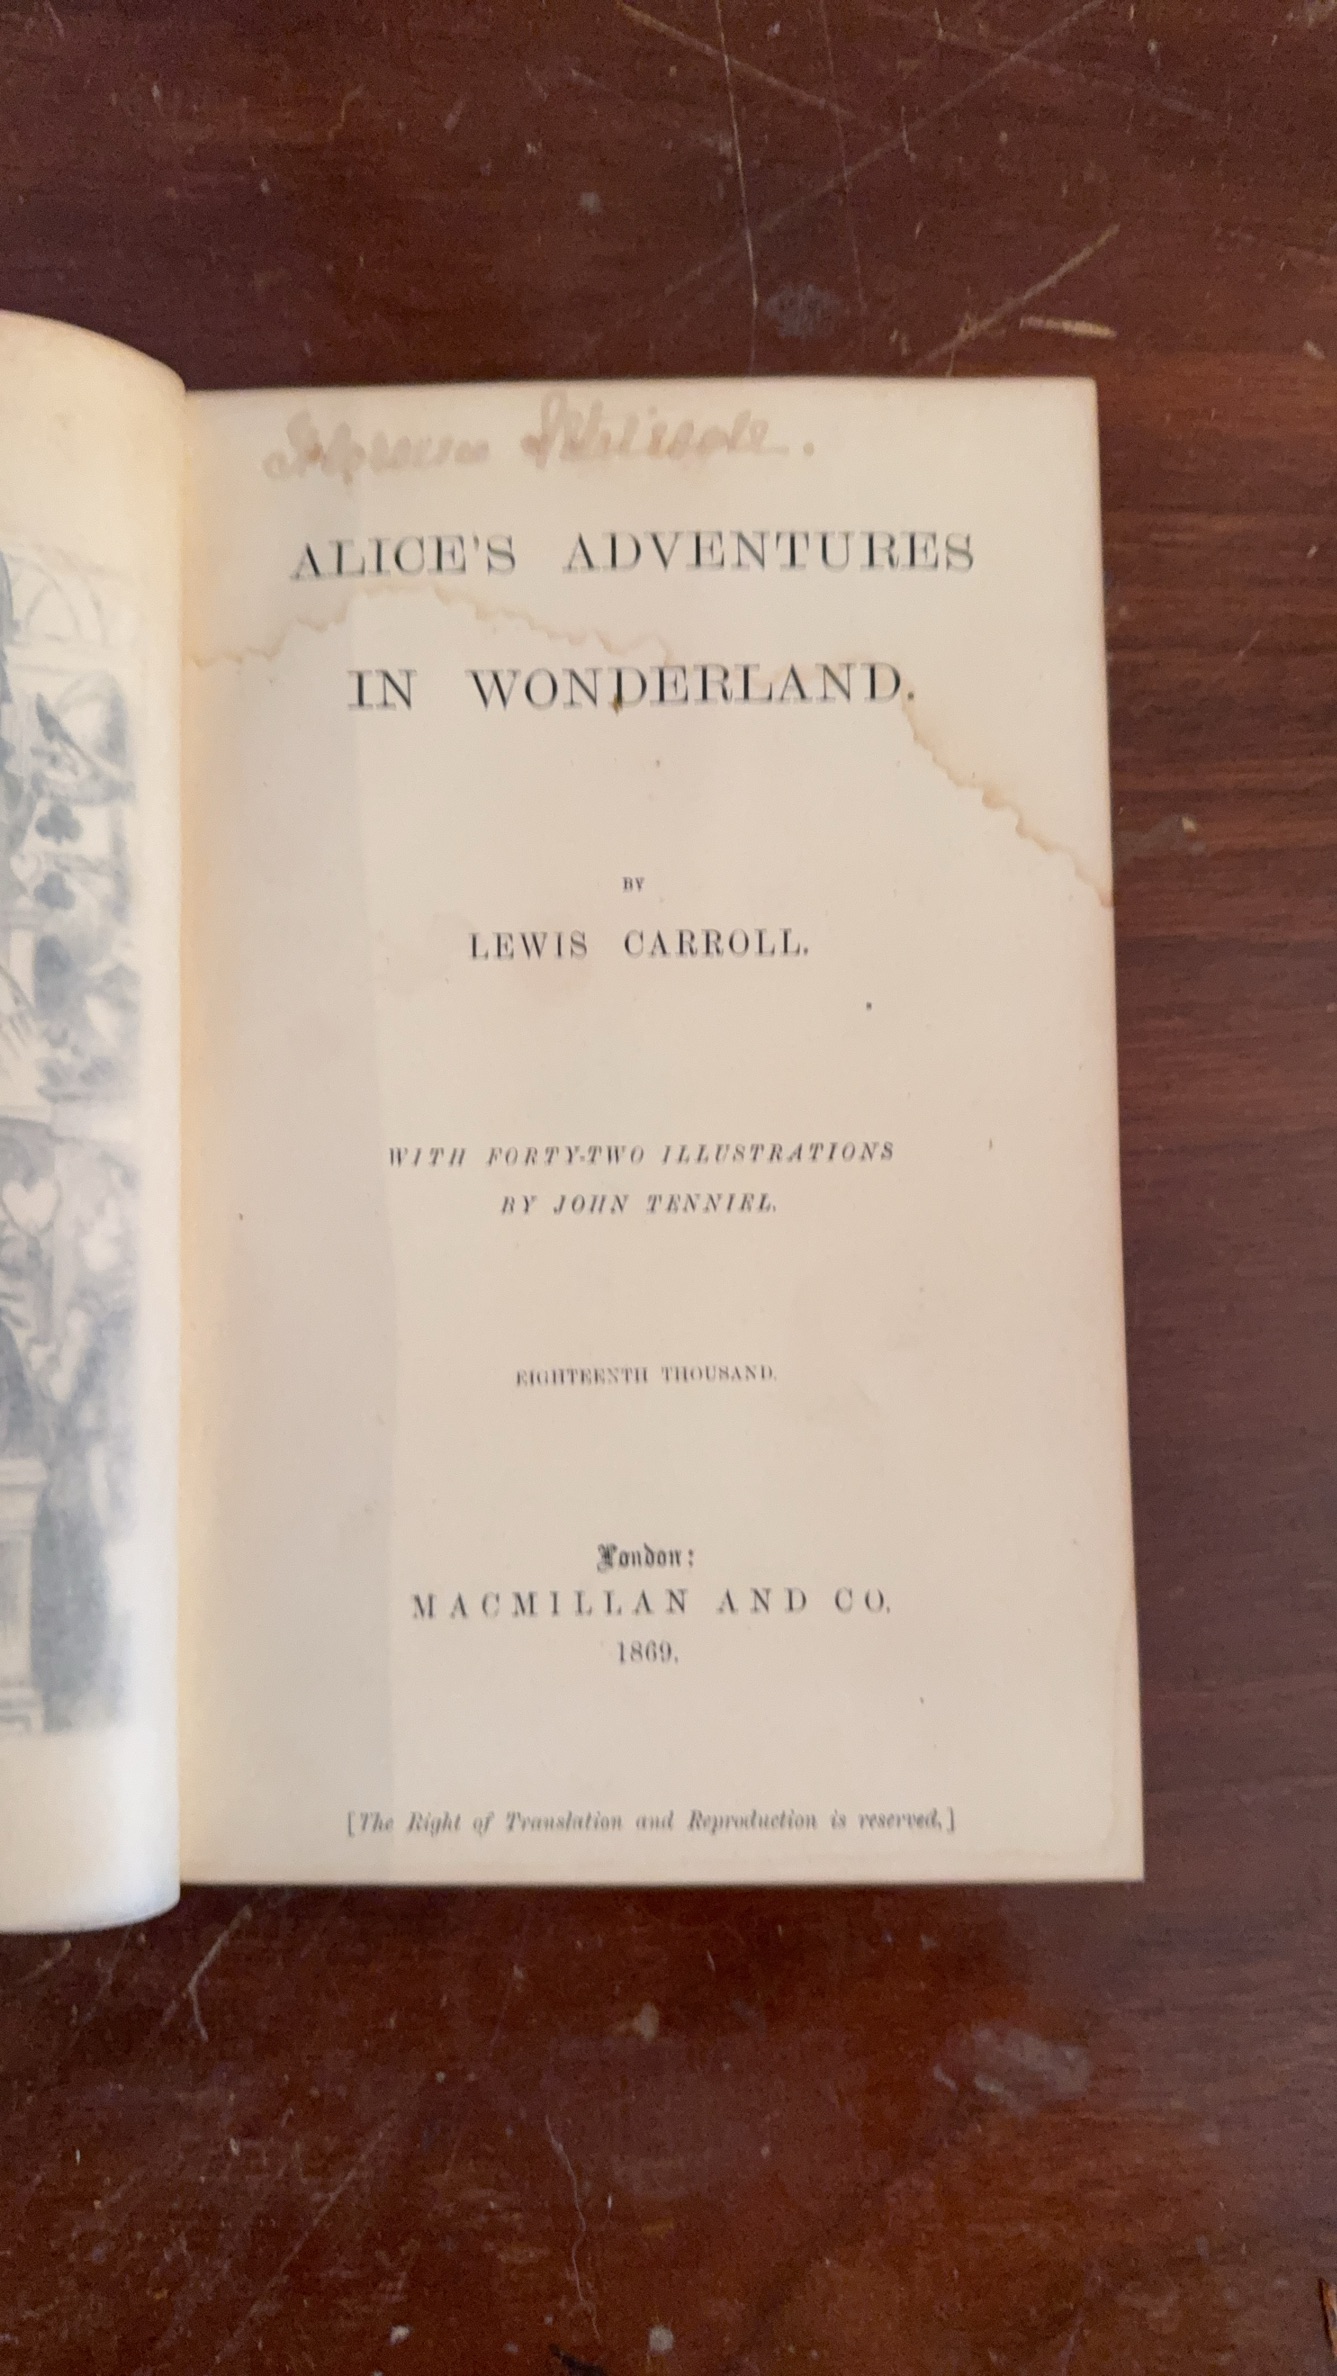 ALICE'S ADVENTURES
IN WONDERLAND.
BY
LEWIS CARROLL.
WITH FORTY-TWO ILLUSTRATIONS
BY JOHN TENNIEL.
EIGHTEENTH THOUSAND.
London:
MACMILLAN AND CO.
1869.
[The Right of Translation and Reproduction is reserved.]